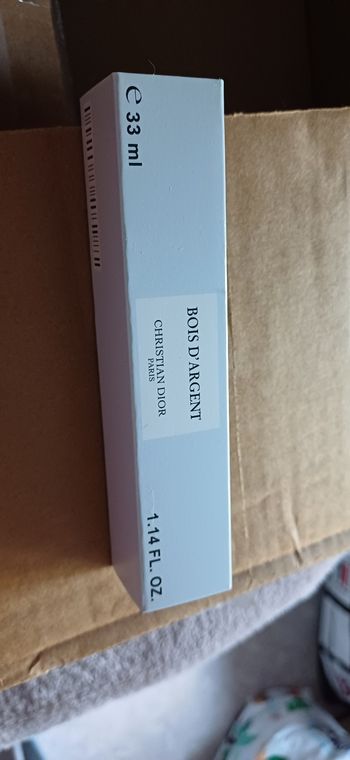 ℮ 33 ml
BOIS D'ARGENT
CHRISTIAN DIOR
PARIS
1.14 FL. OZ.